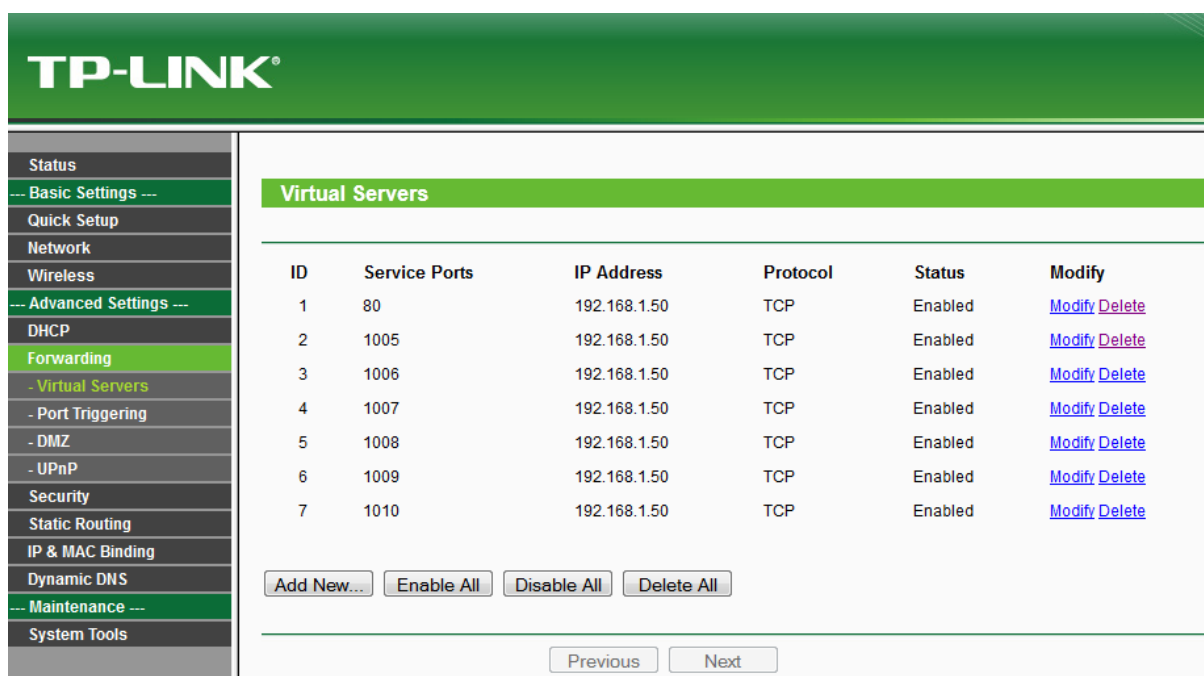 TP-LINK®
Status
--- Basic Settings ---
Quick Setup
Network
Wireless
--- Advanced Settings ---
DHCP
Forwarding
- Virtual Servers
- Port Triggering
- DMZ
- UPnP
Security
Static Routing
IP & MAC Binding
Dynamic DNS
--- Maintenance ---
System Tools
Virtual Servers
ID Service Ports IP Address Protocol Status Modify
1 80 192.168.1.50 TCP Enabled Modify Delete
2 1005 192.168.1.50 TCP Enabled Modify Delete
3 1006 192.168.1.50 TCP Enabled Modify Delete
4 1007 192.168.1.50 TCP Enabled Modify Delete
5 1008 192.168.1.50 TCP Enabled Modify Delete
6 1009 192.168.1.50 TCP Enabled Modify Delete
7 1010 192.168.1.50 TCP Enabled Modify Delete
Add New... Enable All Disable All Delete All
Previous Next